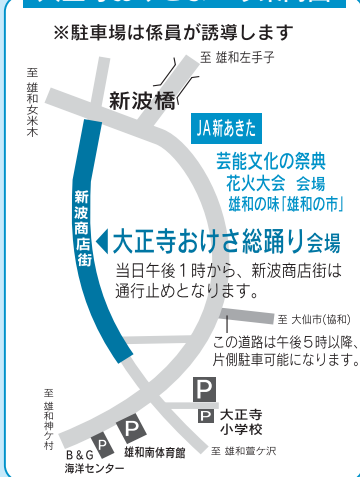 ※駐車場は係員が誘導します
至 雄和左手子
至 雄和女米木
新波橋
JA新あきた
芸能文化の祭典
花火大会 会場
雄和の味「雄和の市」
新波商店街
大正寺おけさ総踊り会場
当日午後1時から、新波商店街は
通行止めとなります。
至 大仙市(協和)
この道路は午後5時以降、
片側駐車可能になります。
至 雄和神ケ村
P
P 大正寺
小学校
P
P
雄和南体育館
B&G
海洋センター
至 雄和萱ケ沢